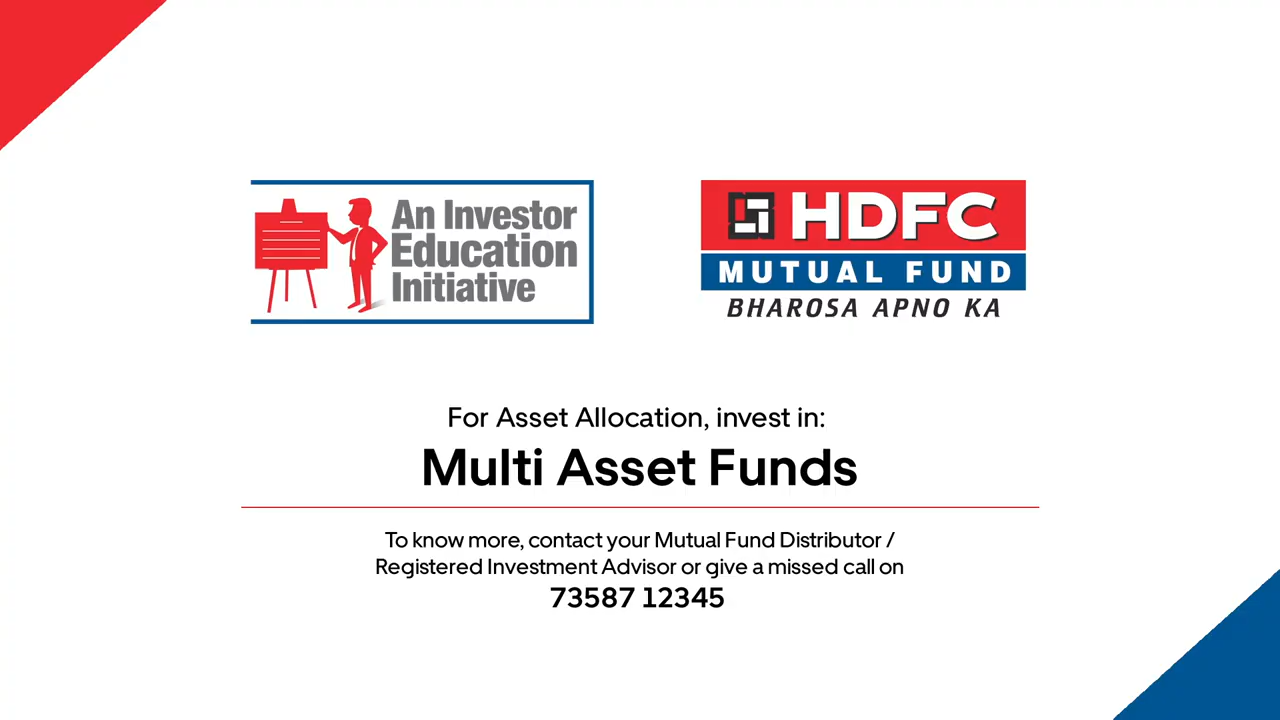 An Investor
Education
Initiative
HDFC
MUTUAL FUND
BHAROSA APNO KA
For Asset Allocation, invest in:
Multi Asset Funds
To know more, contact your Mutual Fund Distributor /
Registered Investment Advisor or give a missed call on
73587 12345